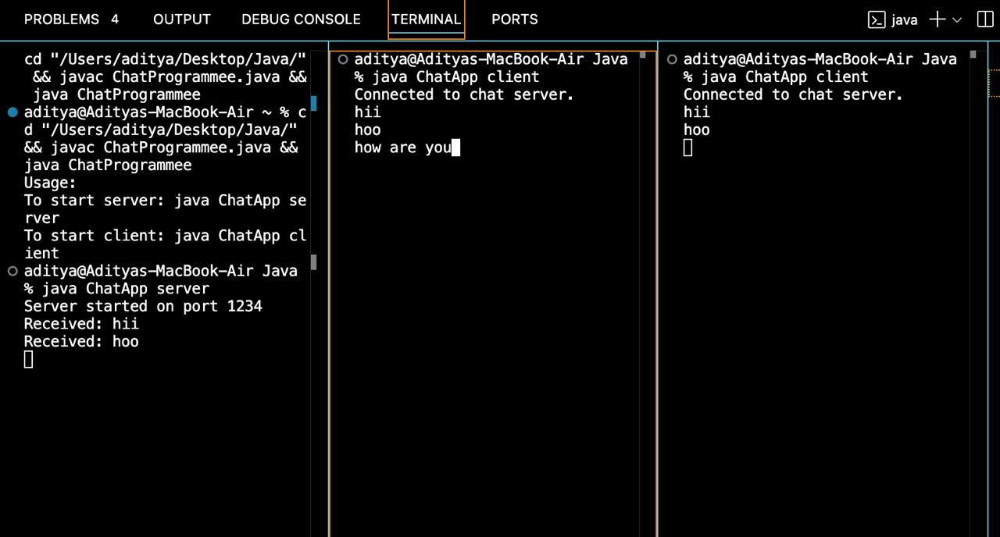 PROBLEMS 4 OUTPUT DEBUG CONSOLE TERMINAL PORTS java
cd "/Users/aditya/Desktop/Java/"
&& javac ChatProgrammee.java &&
java ChatProgrammee
aditya@Adityas-MacBook-Air ~ % c
d "/Users/aditya/Desktop/Java/"
&& javac ChatProgrammee.java &&
java ChatProgrammee
Usage:
To start server: java ChatApp se
rver
To start client: java ChatApp cl
ient
aditya@Adityas-MacBook-Air Java
% java ChatApp server
Server started on port 1234
Received: hii
Received: hoo
aditya@Adityas-MacBook-Air Java
% java ChatApp client
Connected to chat server.
hii
hoo
how are you
aditya@Adityas-MacBook-Air Java
% java ChatApp client
Connected to chat server.
hii
hoo